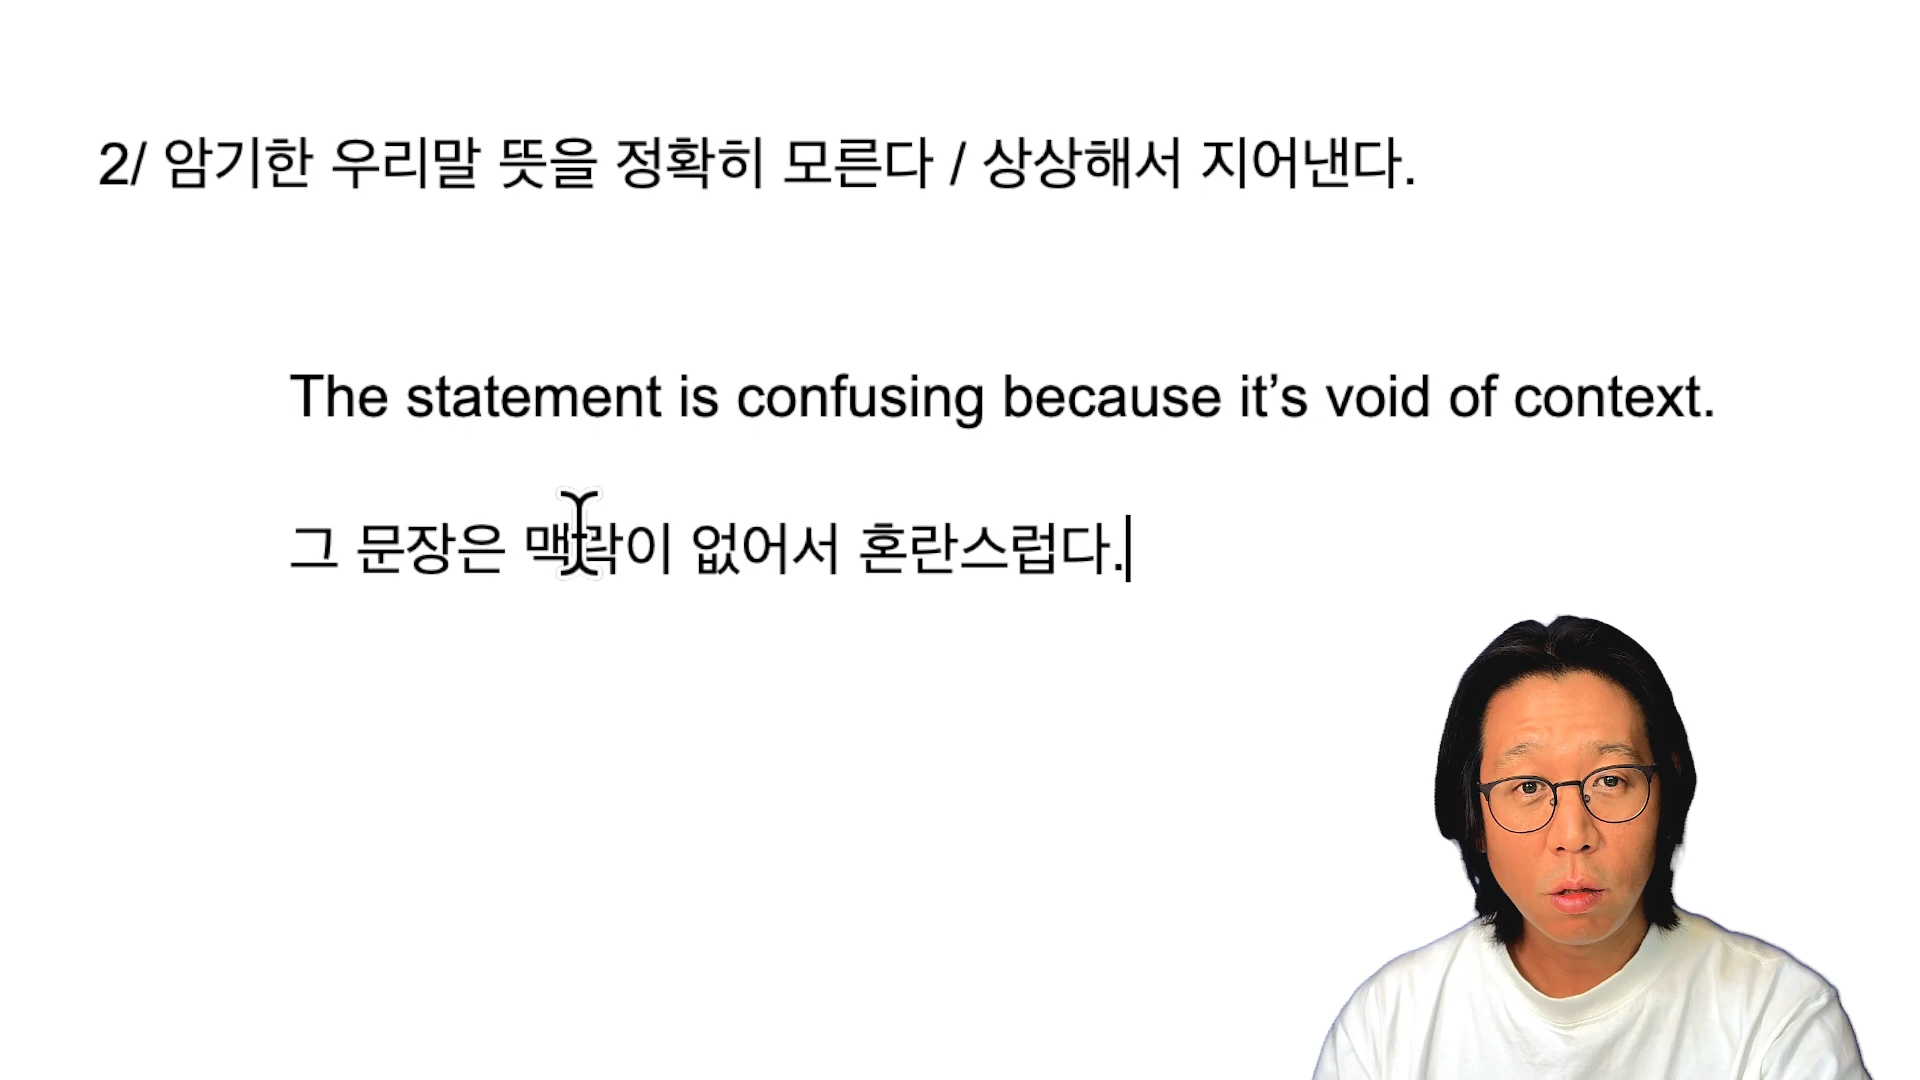 2/ 암기한 우리말 뜻을 정확히 모른다 / 상상해서 지어낸다.
The statement is confusing because it’s void of context.
그 문장은 맥락이 없어서 혼란스럽다.